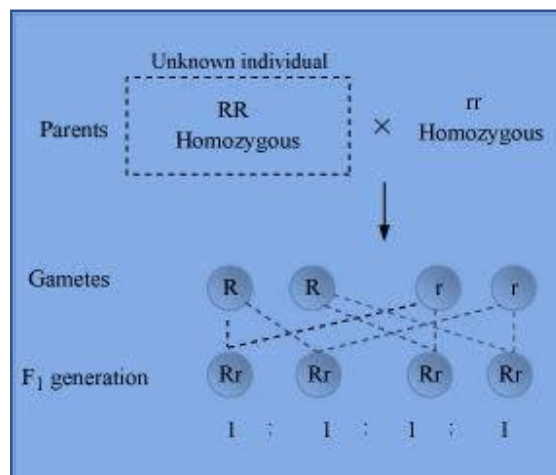 Unknown individual
RR
Homozygous
Parents
×
rr
Homozygous
Gametes
R R r r
F₁ generation
Rr Rr Rr Rr
1 : 1 : 1 : 1